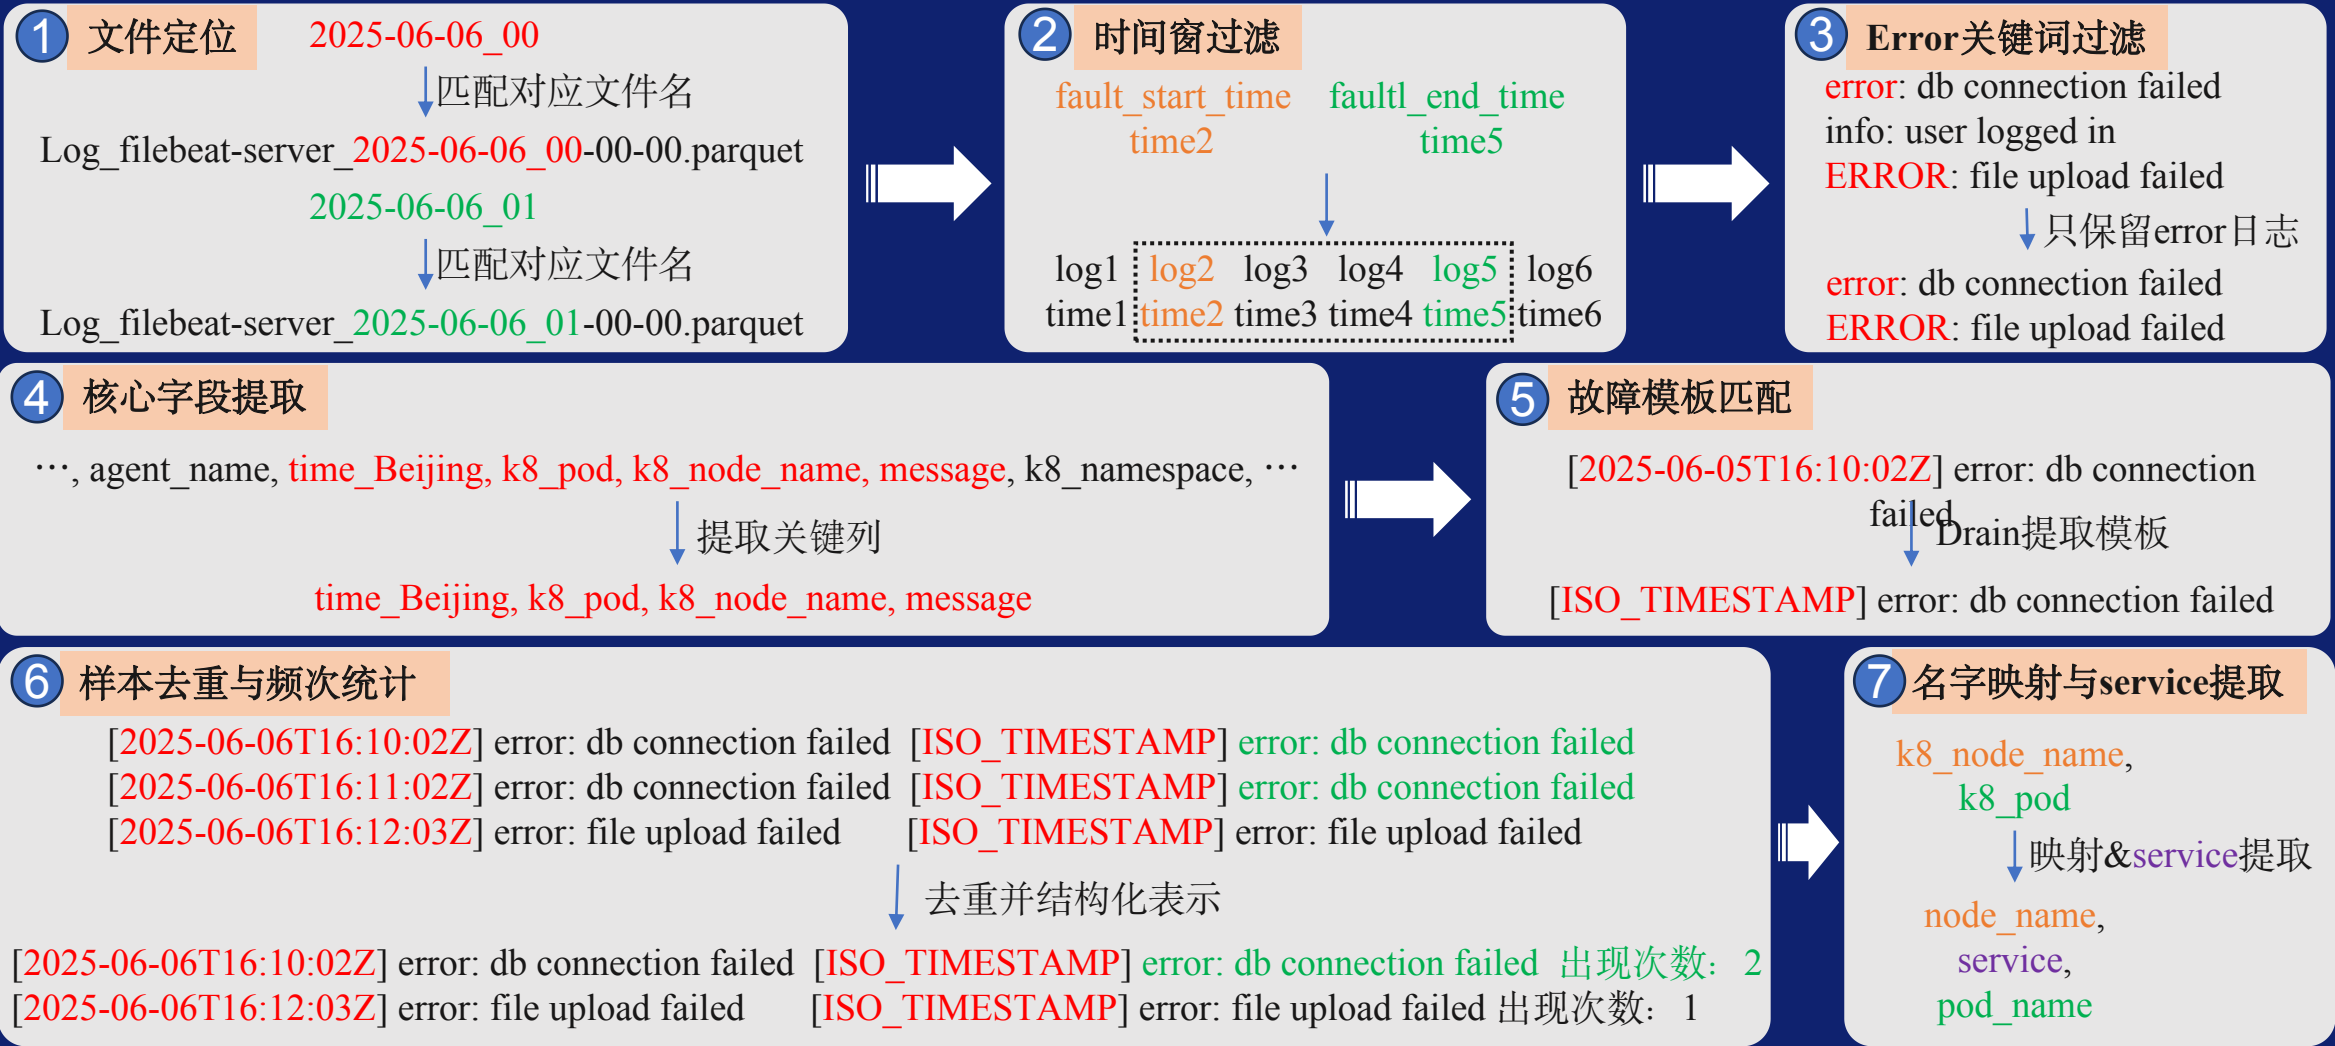 1 文件定位
2025-06-06_00
匹配对应文件名
Log_filebeat-server_2025-06-06_00-00-00.parquet
2025-06-06_01
匹配对应文件名
Log_filebeat-server_2025-06-06_01-00-00.parquet
2 时间窗过滤
fault_start_time faultl_end_time
time2 time5
log1 log2 log3 log4 log5 log6
time1 time2 time3 time4 time5 time6
3 Error关键词过滤
error: db connection failed
info: user logged in
ERROR: file upload failed
只保留error日志
error: db connection failed
ERROR: file upload failed
4 核心字段提取
···, agent_name, time_Beijing, k8_pod, k8_node_name, message, k8_namespace, ···
提取关键列
time_Beijing, k8_pod, k8_node_name, message
5 故障模板匹配
[2025-06-05T16:10:02Z] error: db connection
failed
Drain提取模板
[ISO_TIMESTAMP] error: db connection failed
6 样本去重与频次统计
[2025-06-06T16:10:02Z] error: db connection failed [ISO_TIMESTAMP] error: db connection failed
[2025-06-06T16:11:02Z] error: db connection failed [ISO_TIMESTAMP] error: db connection failed
[2025-06-06T16:12:03Z] error: file upload failed [ISO_TIMESTAMP] error: file upload failed
去重并结构化表示
[2025-06-06T16:10:02Z] error: db connection failed [ISO_TIMESTAMP] error: db connection failed 出现次数：2
[2025-06-06T16:12:03Z] error: file upload failed [ISO_TIMESTAMP] error: file upload failed 出现次数：1
7 名字映射与service提取
k8_node_name,
k8_pod
映射&service提取
node_name,
service,
pod_name